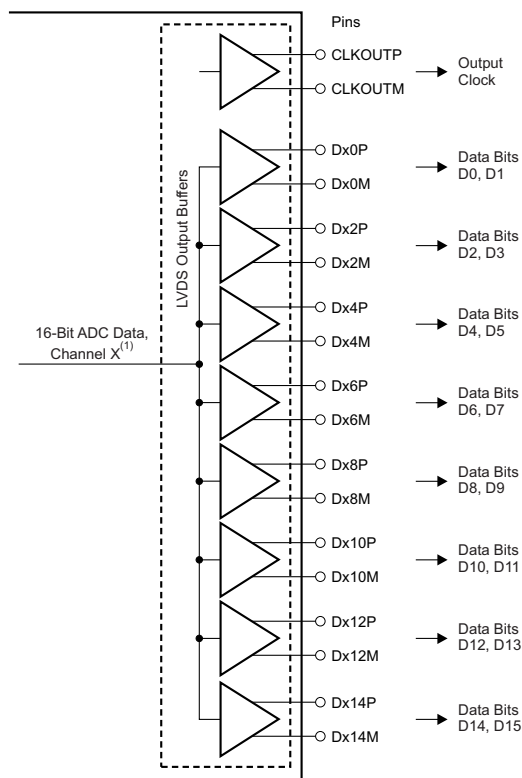 Pins
CLKOUTP
CLKOUTM
Output
Clock
LVDS Output Buffers
Dx0P
Dx0M
Data Bits
D0, D1
Dx2P
Dx2M
Data Bits
D2, D3
Dx4P
Dx4M
Data Bits
D4, D5
16-Bit ADC Data,
Channel X(1)
Dx6P
Dx6M
Data Bits
D6, D7
Dx8P
Dx8M
Data Bits
D8, D9
Dx10P
Dx10M
Data Bits
D10, D11
Dx12P
Dx12M
Data Bits
D12, D13
Dx14P
Dx14M
Data Bits
D14, D15